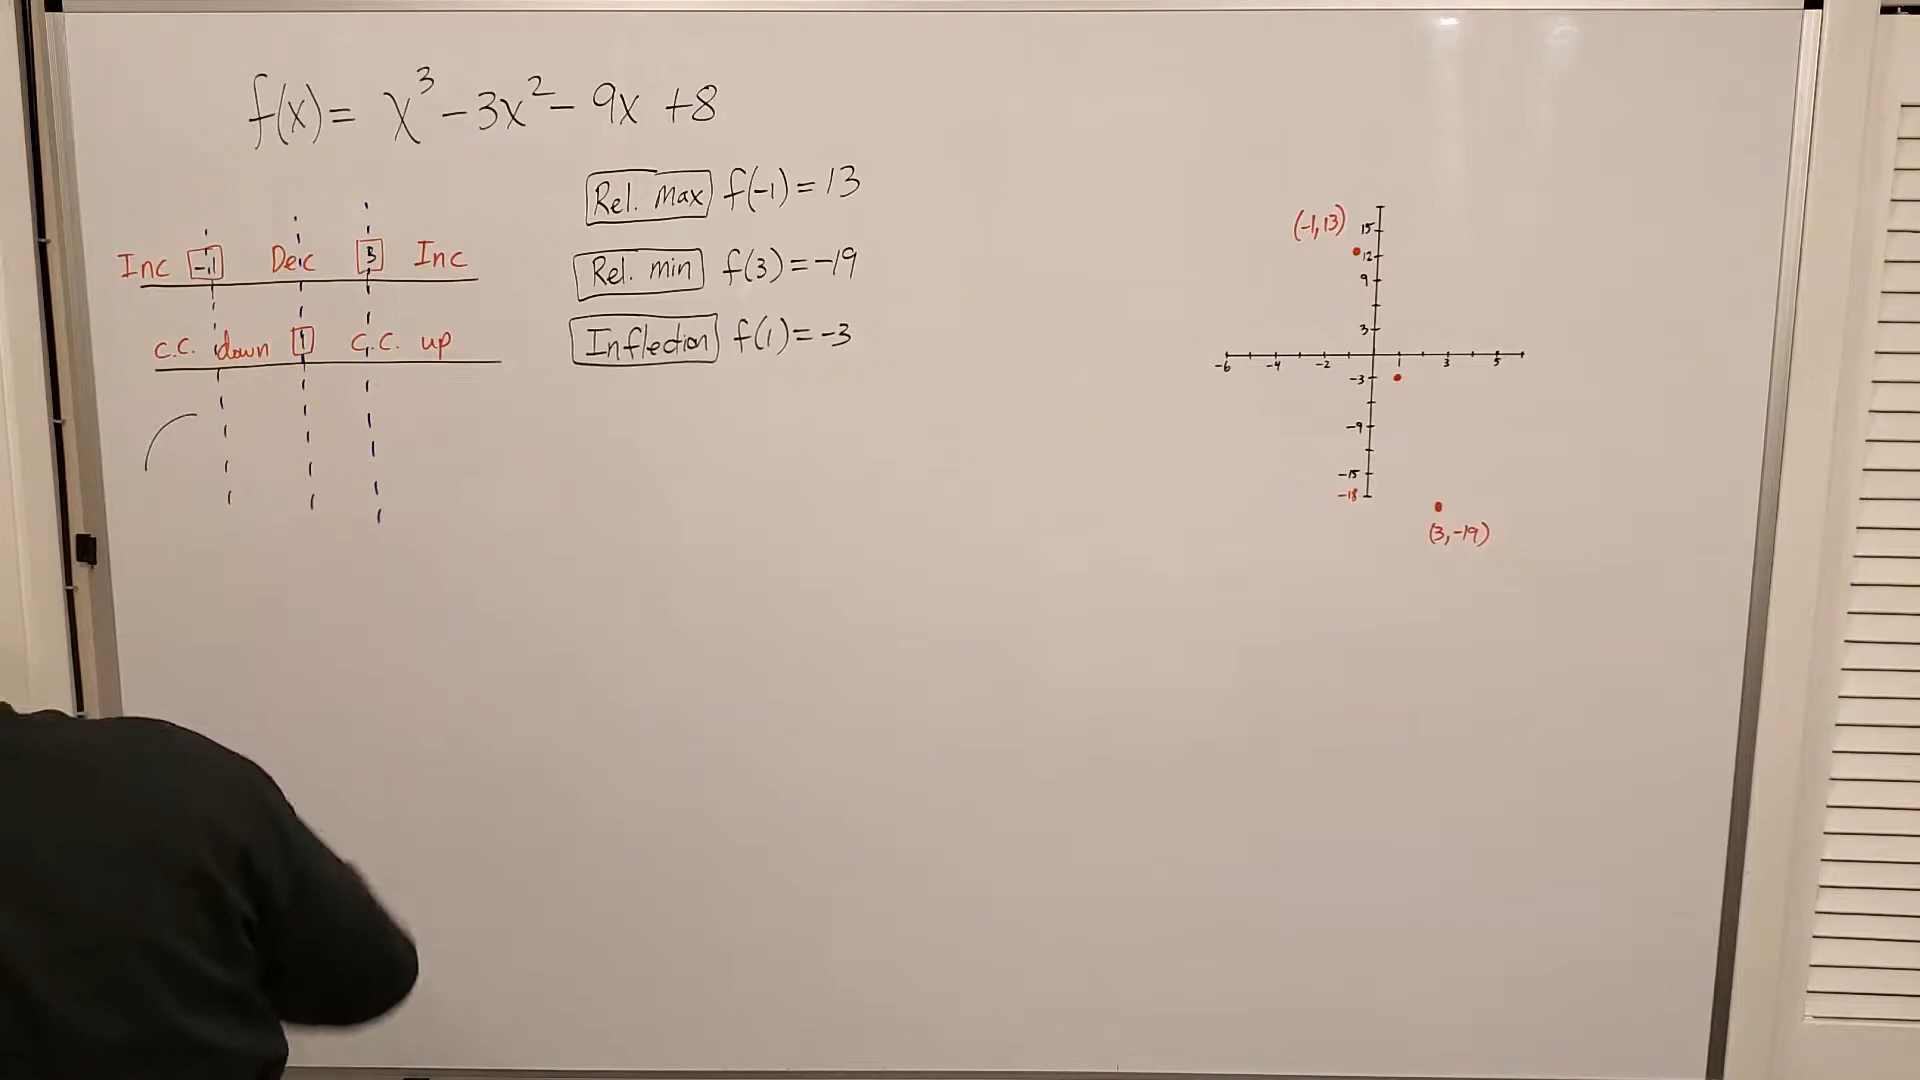 f(x) = x³ - 3x² - 9x + 8
Rel. Max f(-1) = 13
Inc -1 Dec 3 Inc
Rel. min f(3) = -19
c.c. down 1 c.c. up
Inflection f(1) = -3
(-1,13)
15
12
9
3
-6 -4 -2 1 3 5
-3
-9
-15
-18
(3,-19)